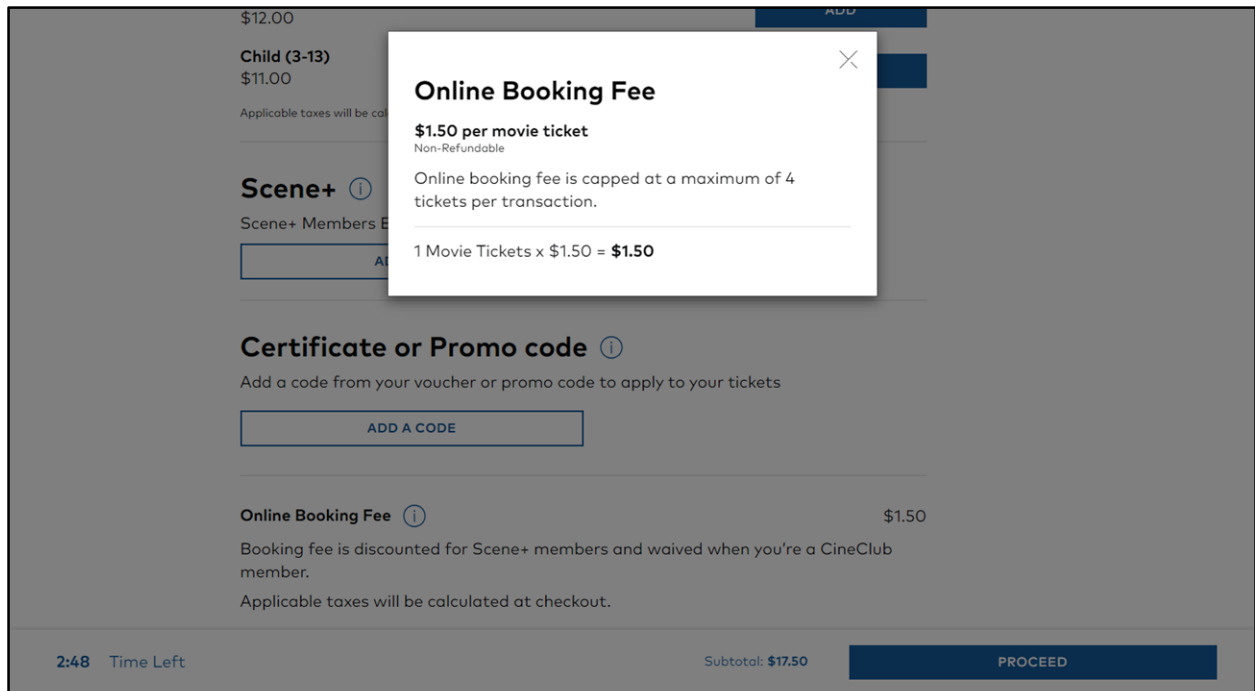 $12.00
ADD
Child (3-13)
$11.00
Applicable taxes will be cal
Online Booking Fee
$1.50 per movie ticket
Non-Refundable
Online booking fee is capped at a maximum of 4
tickets per transaction.
1 Movie Tickets x $1.50 = $1.50
Scene+
Scene+ Members E
Certificate or Promo code
Add a code from your voucher or promo code to apply to your tickets
ADD A CODE
Online Booking Fee $1.50
Booking fee is discounted for Scene+ members and waived when you're a CineClub
member.
Applicable taxes will be calculated at checkout.
2:48 Time Left Subtotal: $17.50 PROCEED